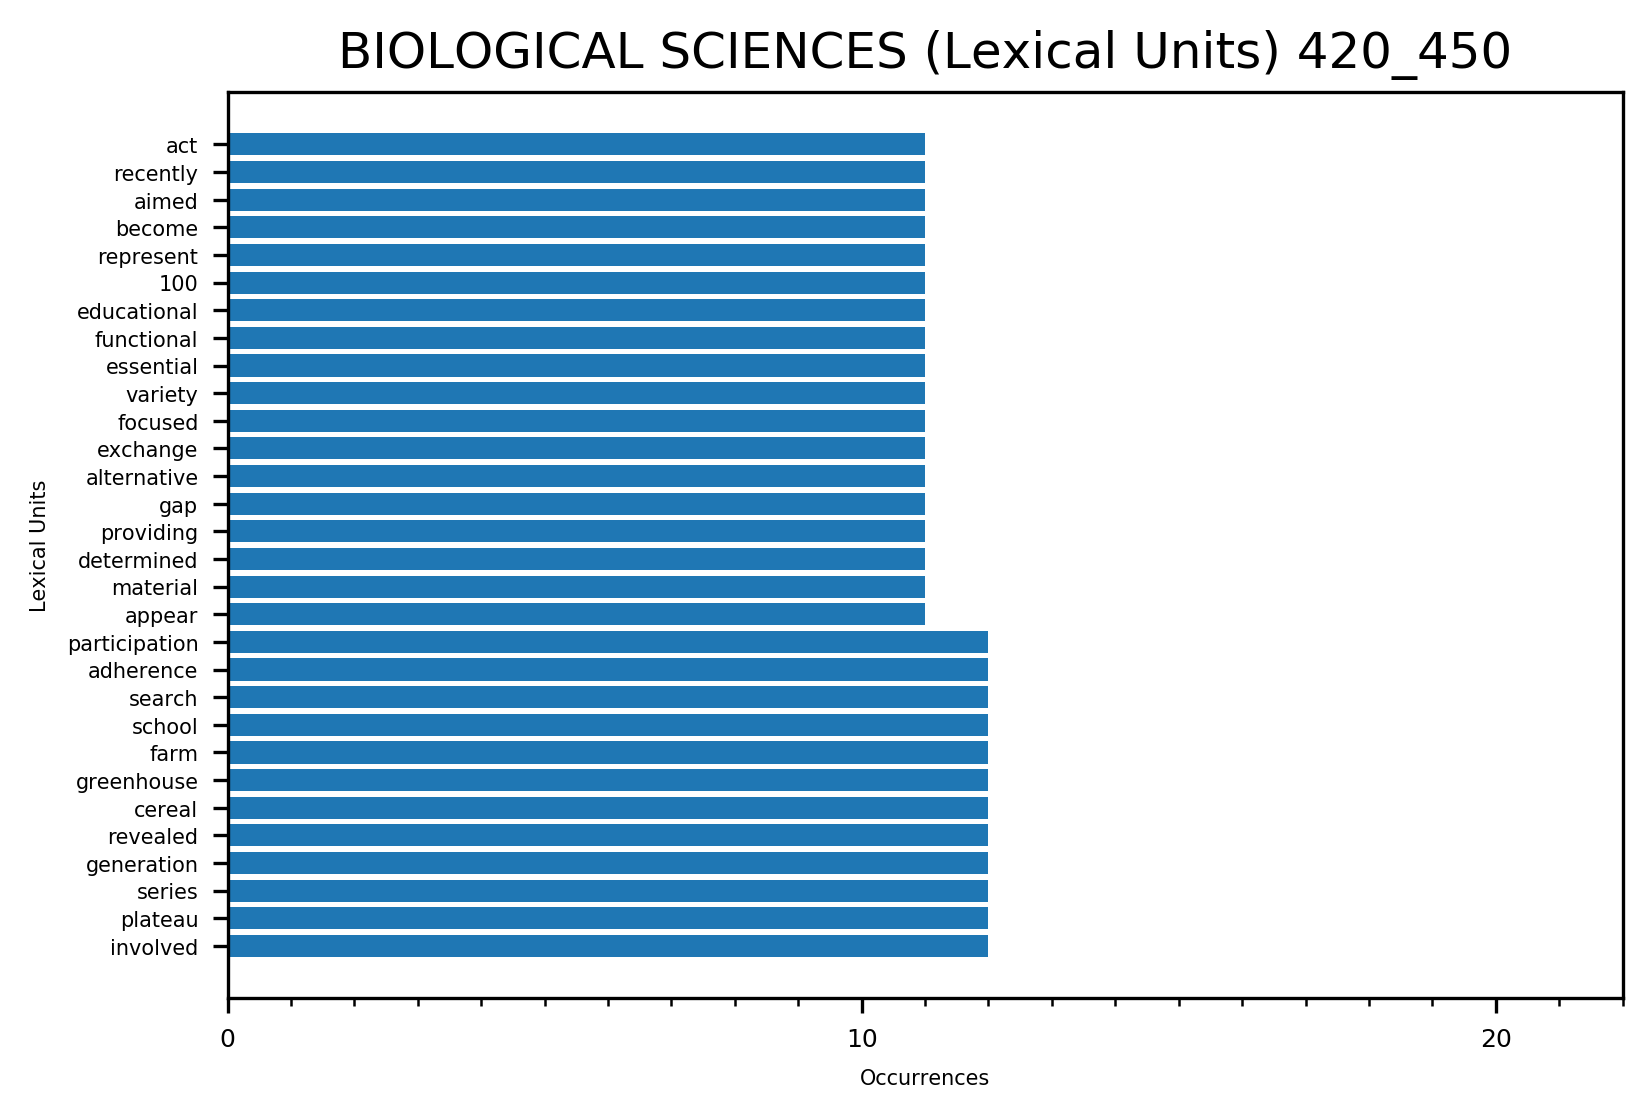 BIOLOGICAL SCIENCES (Lexical Units) 420_450
act
recently
aimed
become
represent
100
educational
functional
essential
variety
focused
exchange
alternative
gap
providing
determined
material
appear
participation
adherence
search
school
farm
greenhouse
cereal
revealed
generation
series
plateau
involved
Lexical Units
0 10 20
Occurrences